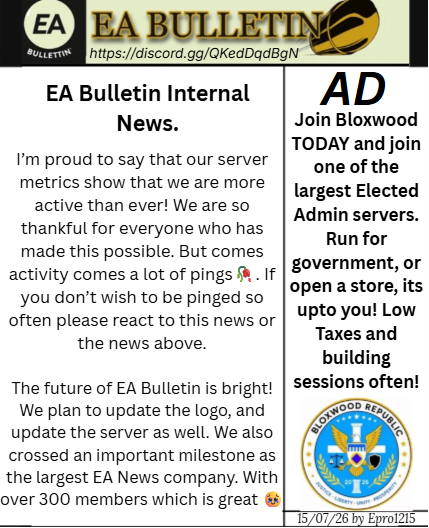 EA
BULLETTIN
EA BULLETIN
https://discord.gg/QKedDqdBgN
EA Bulletin Internal
News.
I’m proud to say that our server
metrics show that we are more
active than ever! We are so
thankful for everyone who has
made this possible. But comes
activity comes a lot of pings🥀. If
you don’t wish to be pinged so
often please react to this news or
the news above.
The future of EA Bulletin is bright!
We plan to update the logo, and
update the server as well. We also
crossed an important milestone as
the largest EA News company. With
over 300 members which is great 🥹
AD
Join Bloxwood
TODAY and join
one of the
largest Elected
Admin servers.
Run for
government, or
open a store, its
upto you! Low
Taxes and
building
sessions often!
BLOXWOOD REPUBLIC
20 26
JUSTICE · LIBERTY · UNITY · PROSPERITY
15/07/26 by Epro1215